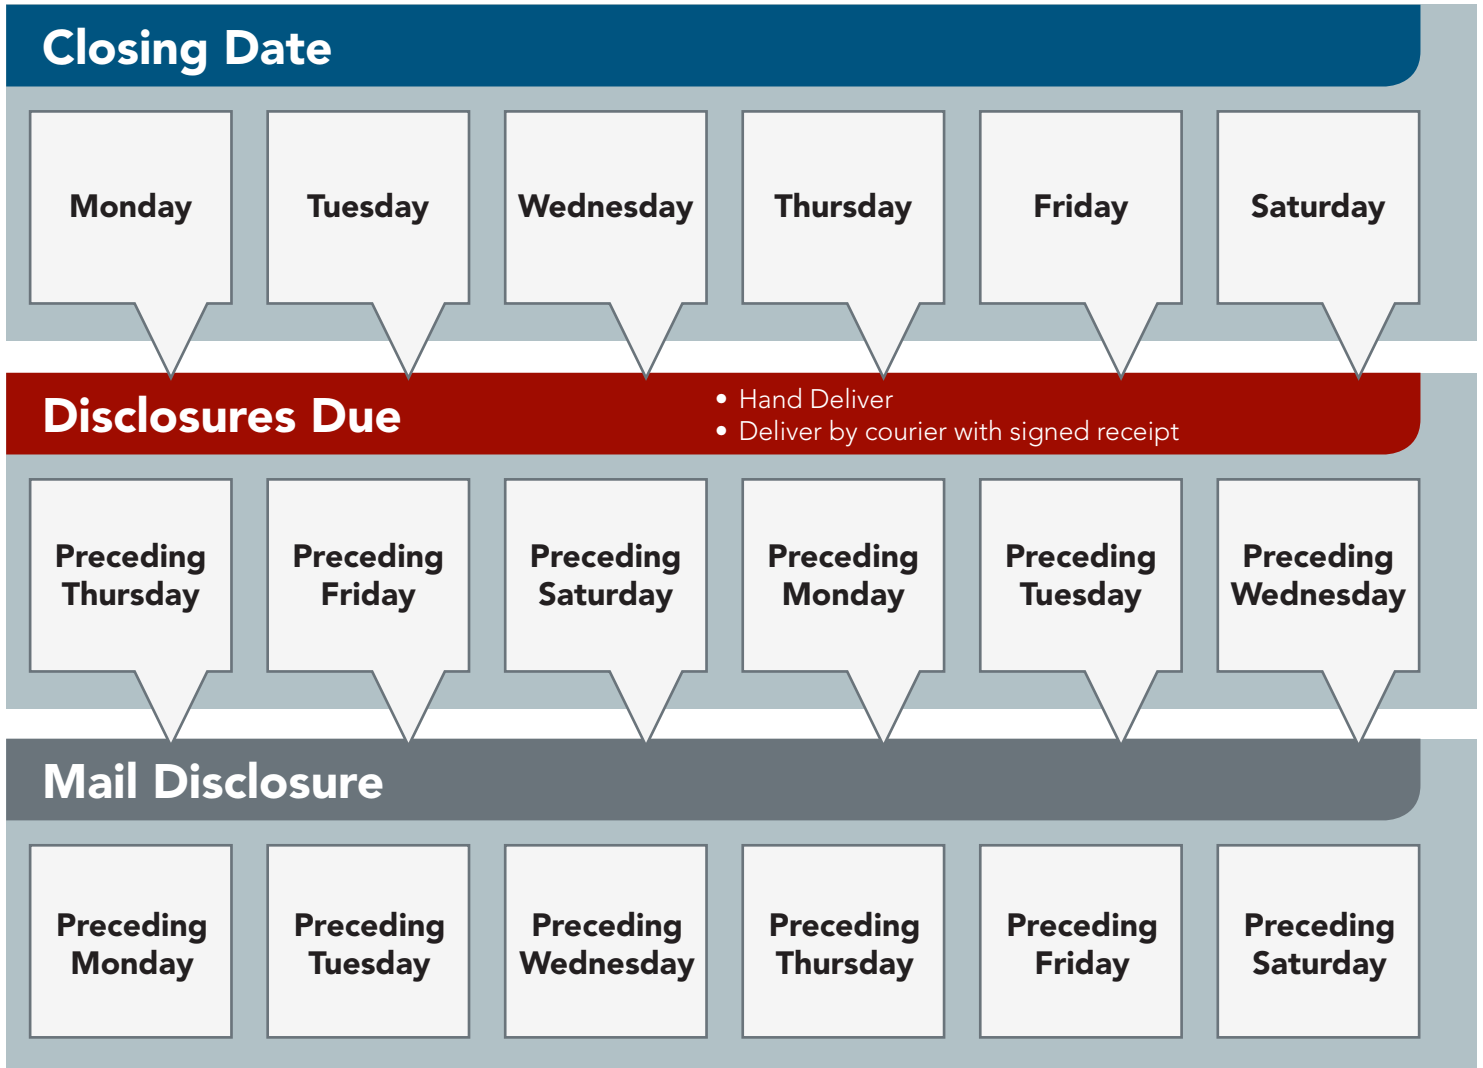 Closing Date
Monday
Tuesday
Wednesday
Thursday
Friday
Saturday
Disclosures Due
• Hand Deliver
• Deliver by courier with signed receipt
Preceding
Thursday
Preceding
Friday
Preceding
Saturday
Preceding
Monday
Preceding
Tuesday
Preceding
Wednesday
Mail Disclosure
Preceding
Monday
Preceding
Tuesday
Preceding
Wednesday
Preceding
Thursday
Preceding
Friday
Preceding
Saturday